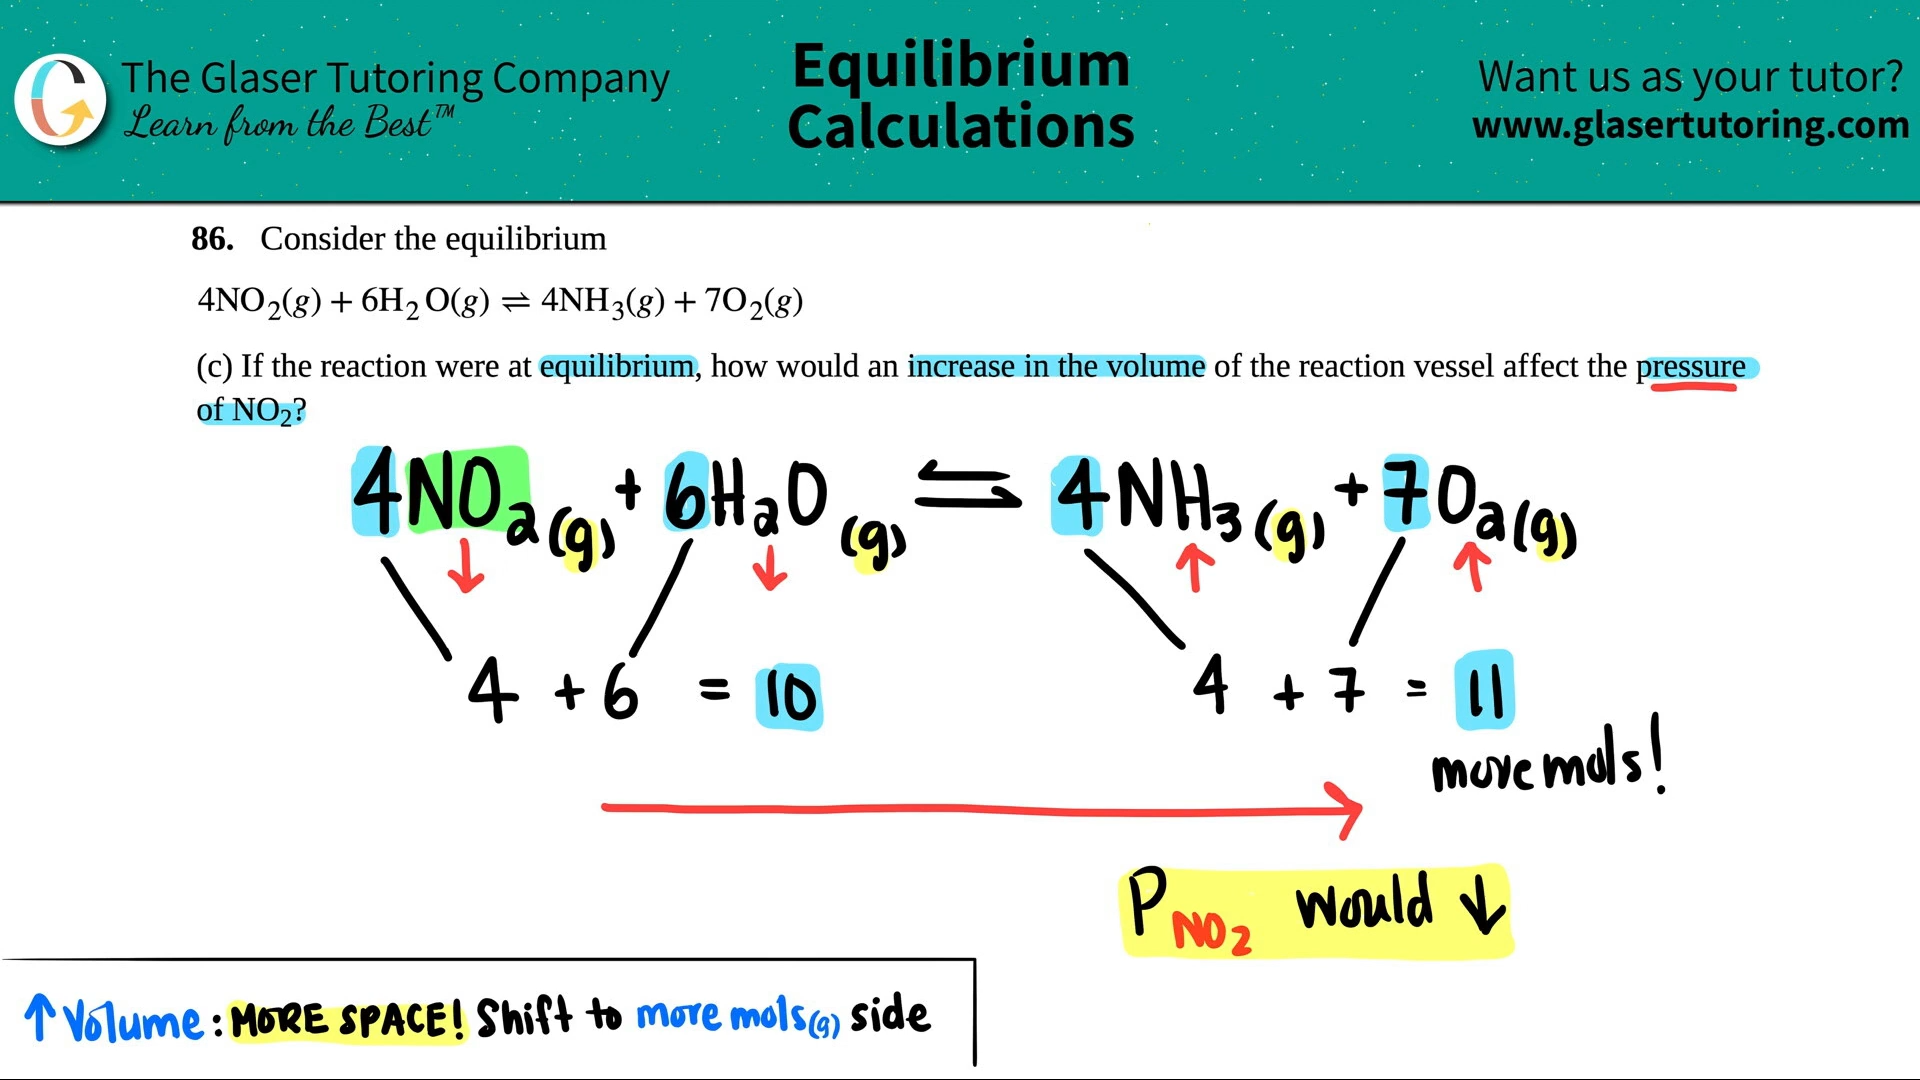 The Glaser Tutoring Company
Learn from the Best™
Equilibrium
Calculations
Want us as your tutor?
www.glasertutoring.com
86. Consider the equilibrium
4NO₂(g) + 6H₂O(g) ⇌ 4NH₃(g) + 7O₂(g)
(c) If the reaction were at equilibrium, how would an increase in the volume of the reaction vessel affect the pressure
of NO₂?
4NO₂(g) + 6H₂O(g) ⇌ 4NH₃(g) + 7O₂(g)
↓ ↓ ↑ ↑
4 + 6 = 10 4 + 7 = 11
more mols!
P NO₂ would ↓
↑ Volume: MORE SPACE! Shift to more mols(g) side